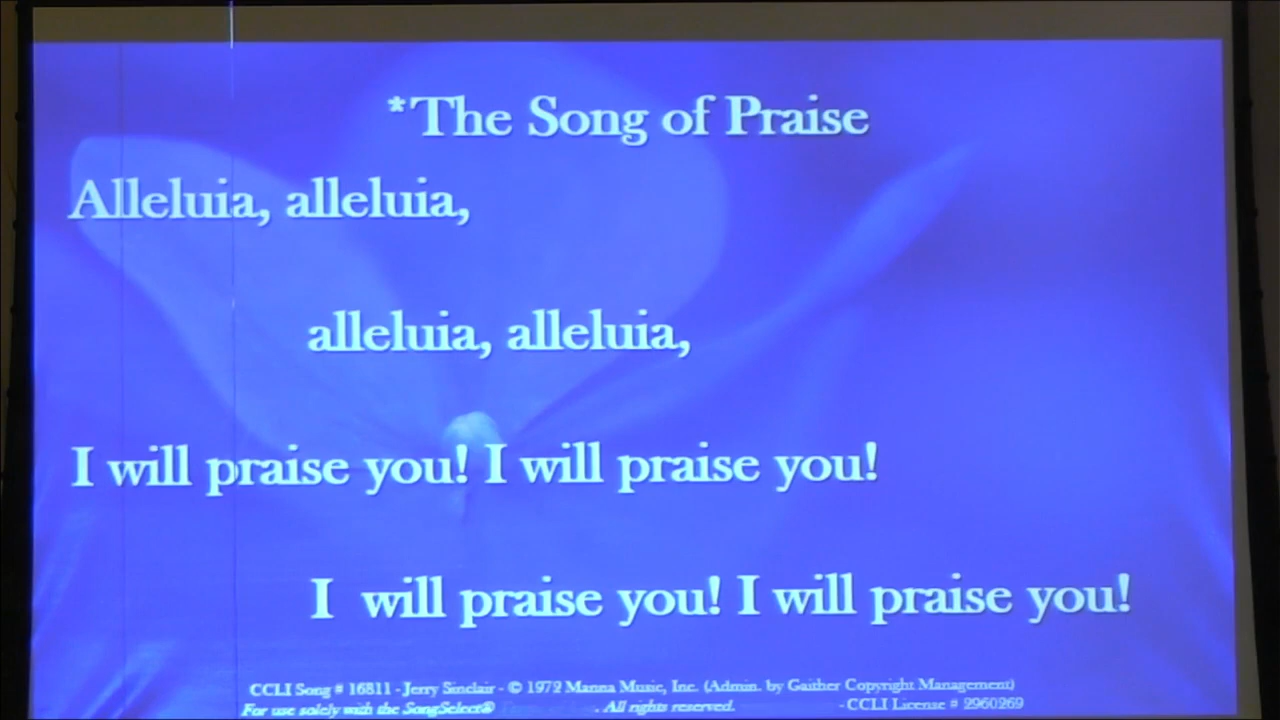 *The Song of Praise
Alleluia, alleluia,
alleluia, alleluia,
I will praise you! I will praise you!
I will praise you! I will praise you!
CCLI Song # 16811 - Jerry Sinclair - © 1972 Manna Music, Inc. (Admin. by Gaither Copyright Management)
For use solely with the SongSelect® . All rights reserved. - CCLI License # 2960269